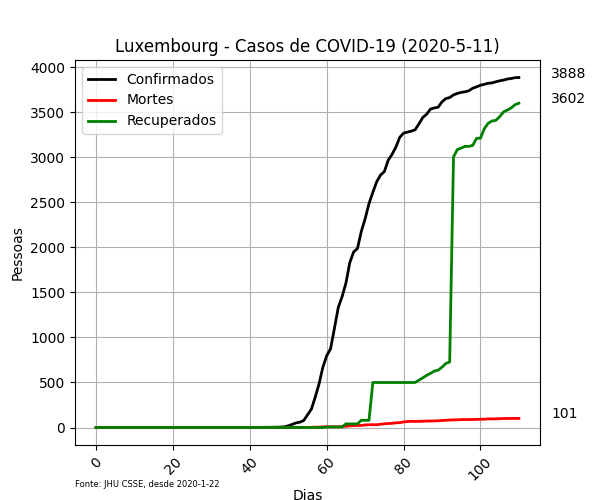 Luxembourg - Casos de COVID-19 (2020-5-11)
Confirmados
Mortes
Recuperados
4000
3500
3000
2500
2000
1500
1000
500
0
Pessoas
3888
3602
101
0
20
40
60
80
100
Fonte: JHU CSSE, desde 2020-1-22
Dias